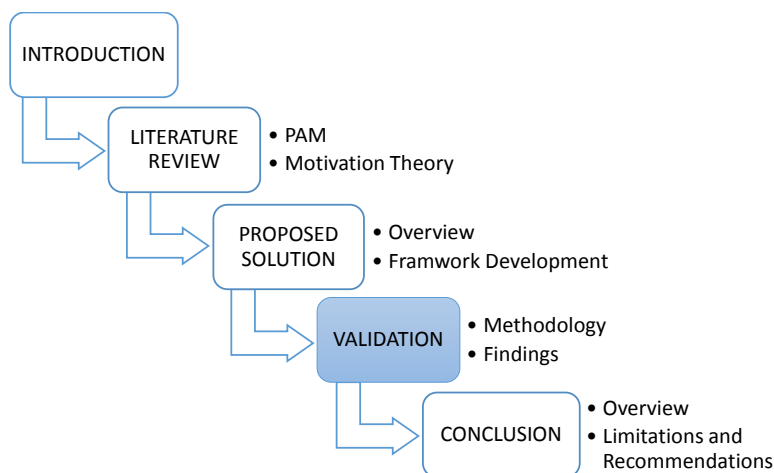 INTRODUCTION
LITERATURE
REVIEW
• PAM
• Motivation Theory
PROPOSED
SOLUTION
• Overview
• Framwork Development
VALIDATION
• Methodology
• Findings
CONCLUSION
• Overview
• Limitations and
Recommendations